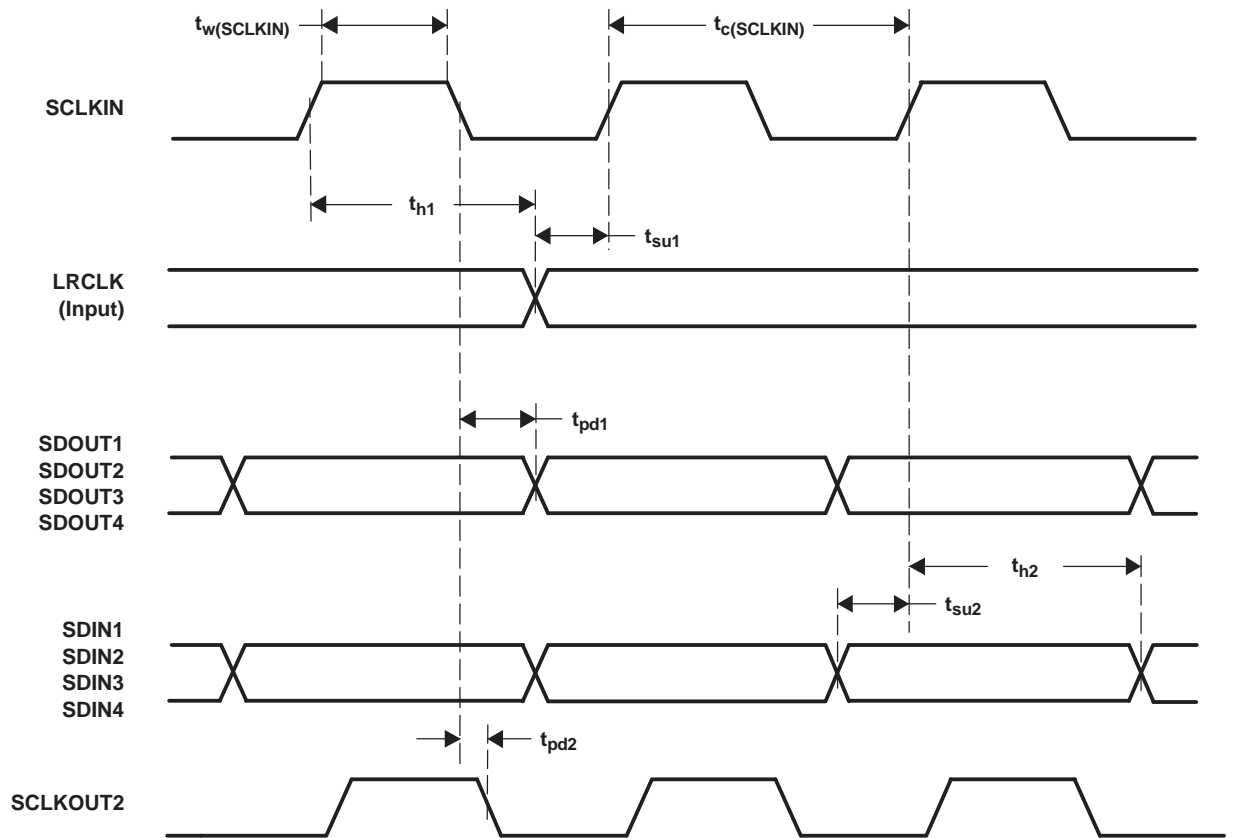 tw(SCLKIN)
tc(SCLKIN)
SCLKIN
th1
tsu1
LRCLK
(Input)
tpd1
SDOUT1
SDOUT2
SDOUT3
SDOUT4
th2
tsu2
SDIN1
SDIN2
SDIN3
SDIN4
tpd2
SCLKOUT2